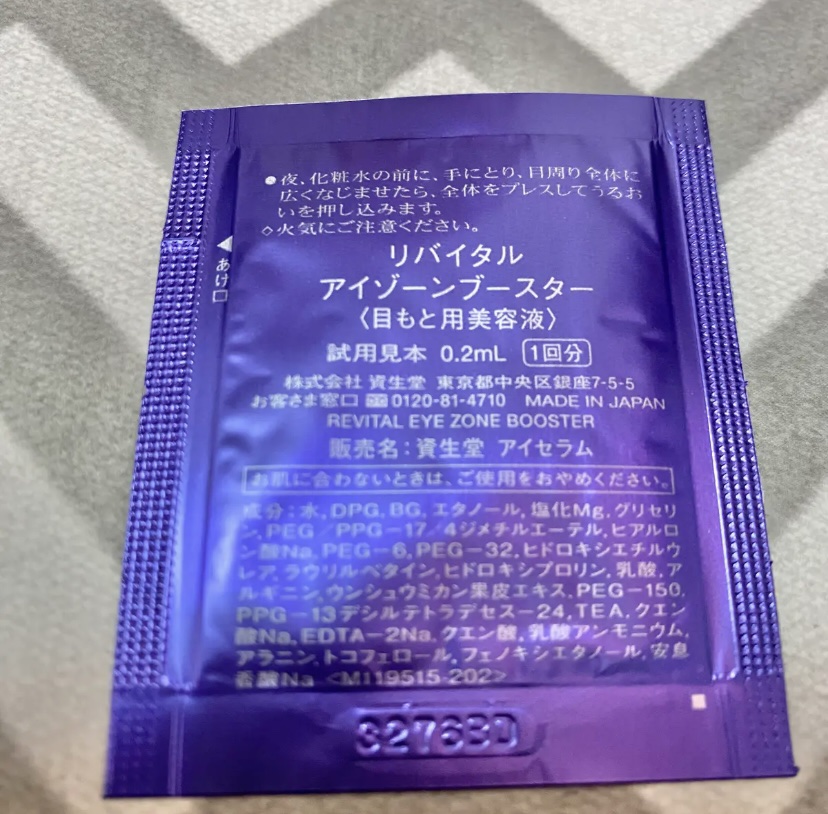 ●夜、化粧水の前に、手にとり、目周り全体に
広くなじませたら、全体をプレスしてうるお
いを押し込みます。
◇火気にご注意ください。
◀あけ口
リバイタル
アイゾーンブースター
〈目もと用美容液〉
試用見本 0.2mL 1回分
株式会社 資生堂 東京都中央区銀座7-5-5
お客さま窓口 0120-81-4710 MADE IN JAPAN
REVITAL EYE ZONE BOOSTER
販売名：資生堂 アイセラム
お肌に合わないときは、ご使用をおやめください。
成分：水, DPG, BG, エタノール, 塩化Mg, グリセリ
ン, PEG／PPG－17／4ジメチルエーテル, ヒアルロ
ン酸Na, PEG－6, PEG－32, ヒドロキシエチルウ
レア, ラウリルベタイン, ヒドロキシプロリン, 乳酸, ア
ルギニン, ウンシュウミカン果皮エキス, PEG－150,
PPG－13デシルテトラデセス－24, TEA, クエン
酸Na, EDTA－2Na, クエン酸, 乳酸アンモニウム,
アラニン, トコフェロール, フェノキシエタノール, 安息
香酸Na <M119515-202>
3276BD